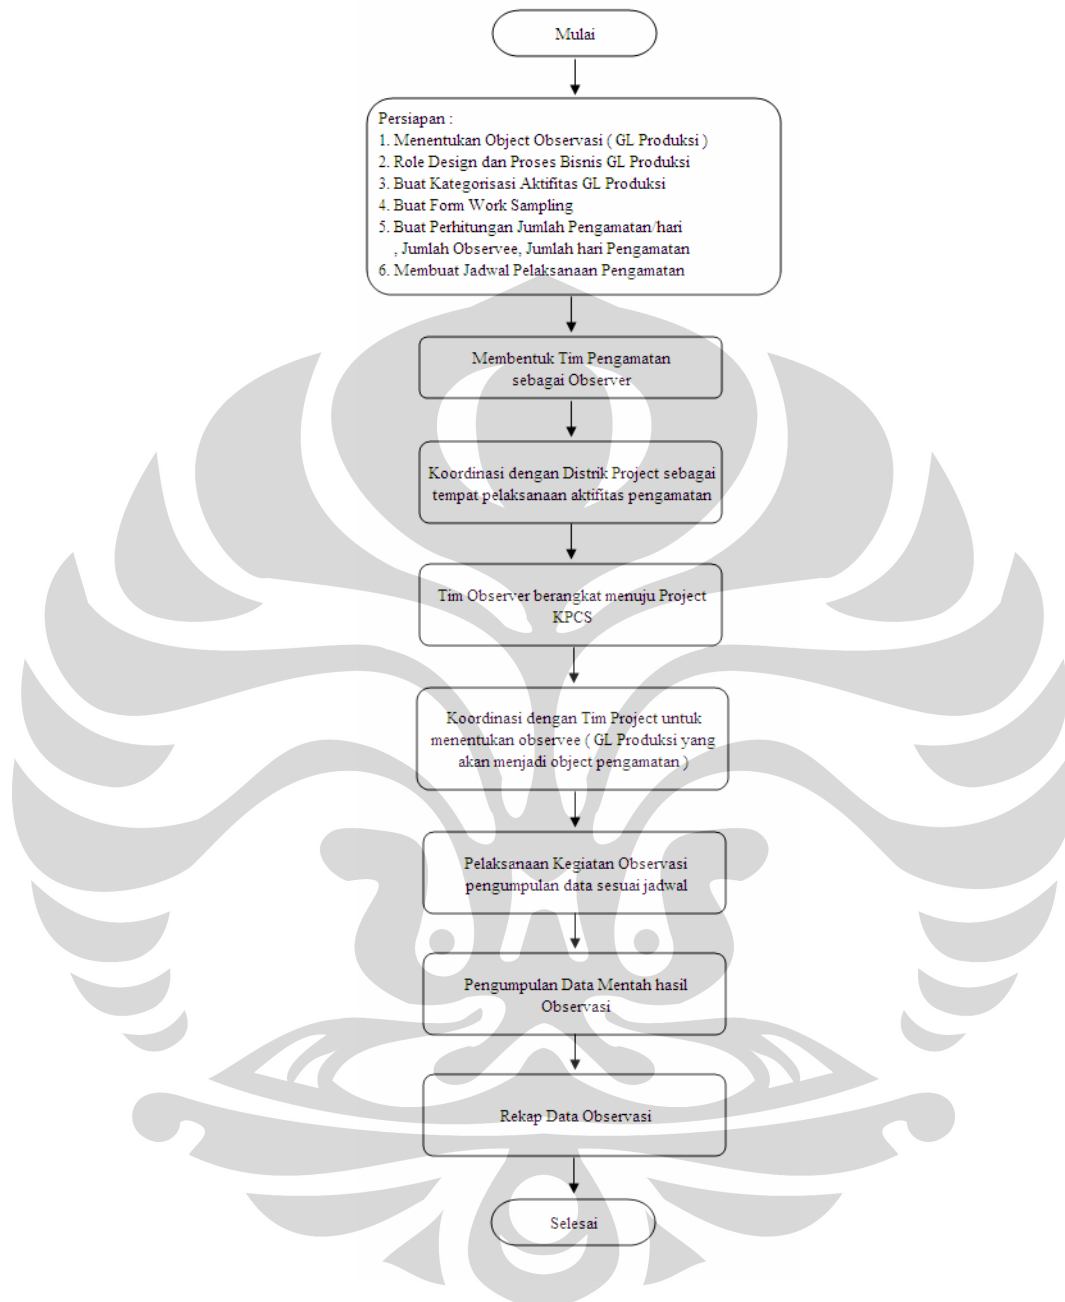 Mulai
Persiapan :
1. Menentukan Object Observasi ( GL Produksi )
2. Role Design dan Proses Bisnis GL Produksi
3. Buat Kategorisasi Aktifitas GL Produksi
4. Buat Form Work Sampling
5. Buat Perhitungan Jumlah Pengamatan/hari
, Jumlah Observee, Jumlah hari Pengamatan
6. Membuat Jadwal Pelaksanaan Pengamatan
Membentuk Tim Pengamatan
sebagai Observer
Koordinasi dengan Distrik Project sebagai
tempat pelaksanaan aktifitas pengamatan
Tim Observer berangkat menuju Project
KPCS
Koordinasi dengan Tim Project untuk
menentukan observee ( GL Produksi yang
akan menjadi object pengamatan )
Pelaksanaan Kegiatan Observasi
pengumpulan data sesuai jadwal
Pengumpulan Data Mentah hasil
Observasi
Rekap Data Observasi
Selesai